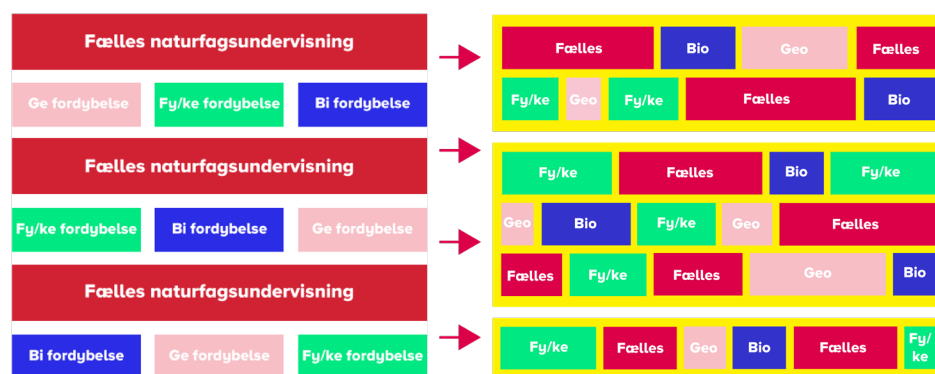 Fælles naturfagsundervisning
Ge fordybelse Fy/ke fordybelse Bi fordybelse
Fælles naturfagsundervisning
Fy/ke fordybelse Bi fordybelse Ge fordybelse
Fælles naturfagsundervisning
Bi fordybelse Ge fordybelse Fy/ke fordybelse
Fælles Bio Geo Fælles
Fy/ke Geo Fy/ke Fælles Bio
Fy/ke Fælles Bio Fy/ke
Geo Bio Fy/ke Geo Fælles
Fælles Fy/ke Fælles Geo Bio
Fy/ke Fælles Geo Bio Fælles Fy/
ke